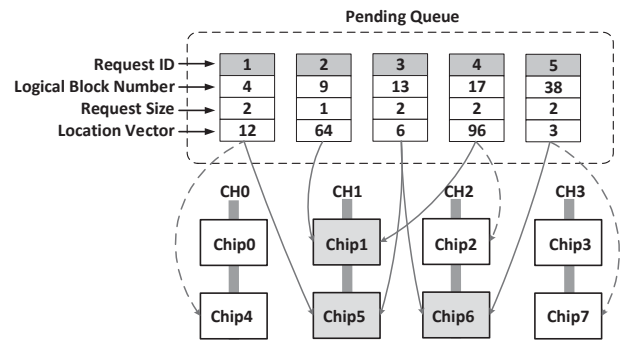 Pending Queue
Request ID 1 2 3 4 5
Logical Block Number 4 9 13 17 38
Request Size 2 1 2 2 2
Location Vector 12 64 6 96 3
CH0 CH1 CH2 CH3
Chip0 Chip1 Chip2 Chip3
Chip4 Chip5 Chip6 Chip7